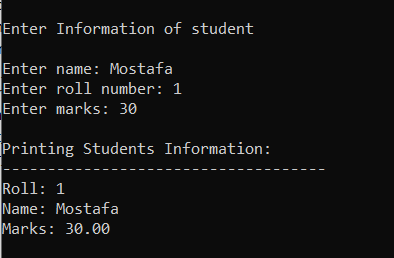 Enter Information of student
Enter name: Mostafa
Enter roll number: 1
Enter marks: 30
Printing Students Information:
------------------------------------
Roll: 1
Name: Mostafa
Marks: 30.00